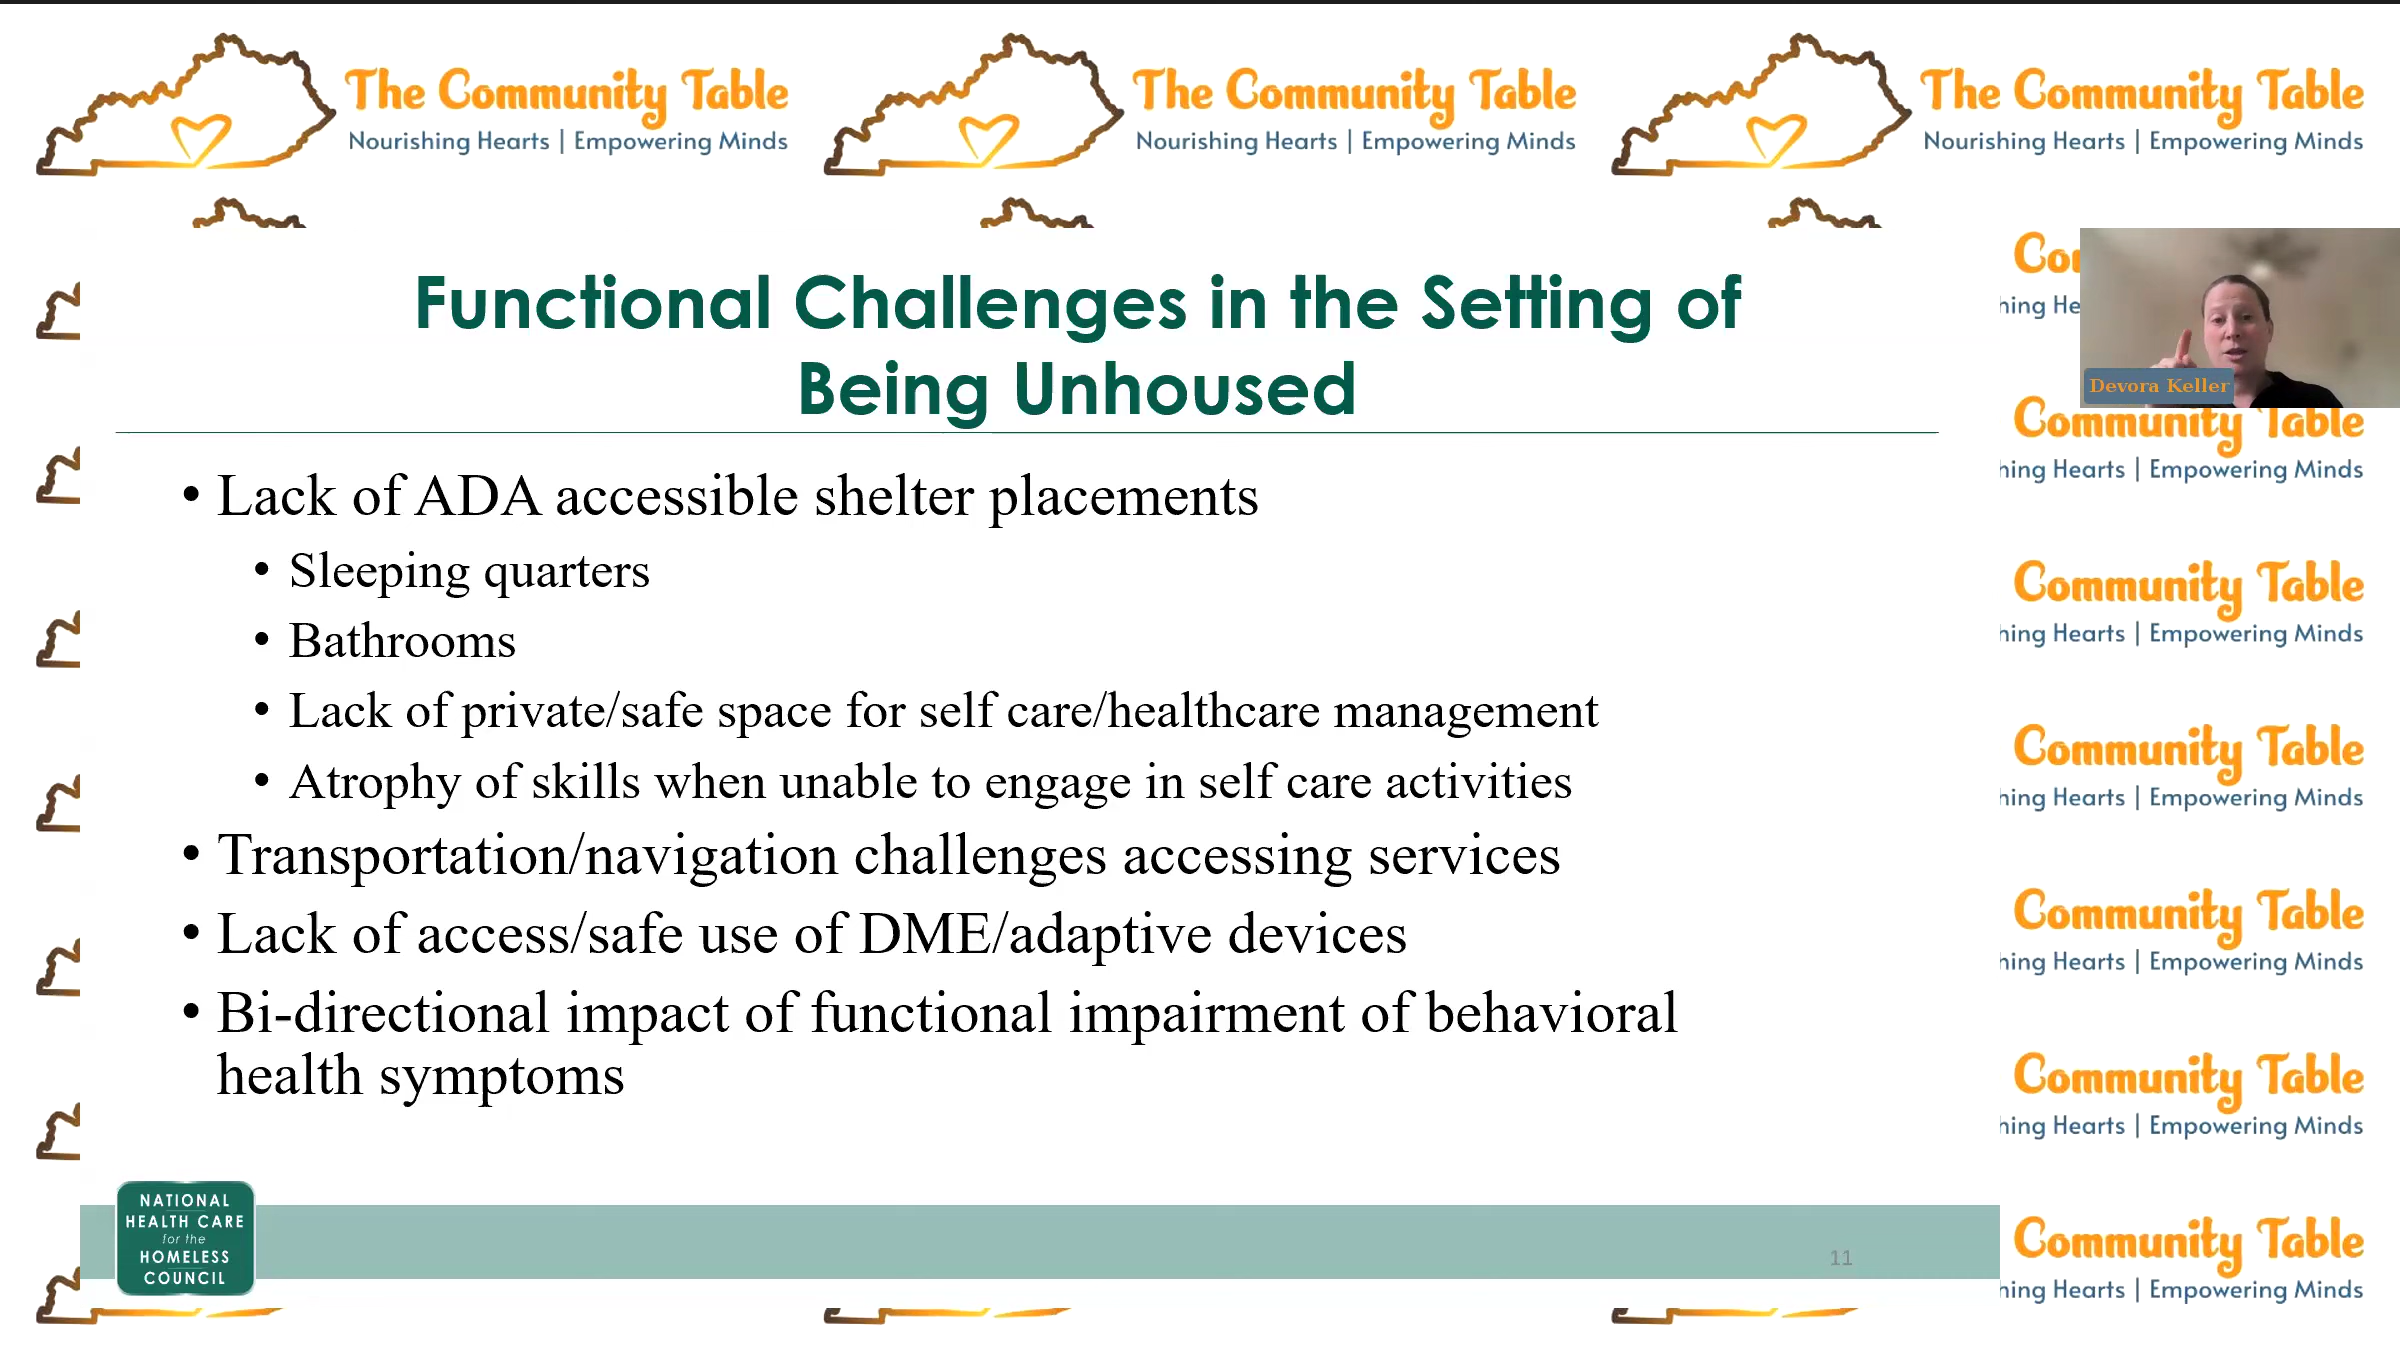 The Community Table The Community Table The Community Table
Nourishing Hearts | Empowering Minds Nourishing Hearts | Empowering Minds Nourishing Hearts | Empowering Minds
Functional Challenges in the Setting of
Being Unhoused
Devora Keller
• Lack of ADA accessible shelter placements
• Sleeping quarters
• Bathrooms
• Lack of private/safe space for self care/healthcare management
• Atrophy of skills when unable to engage in self care activities
• Transportation/navigation challenges accessing services
• Lack of access/safe use of DME/adaptive devices
• Bi-directional impact of functional impairment of behavioral
health symptoms
NATIONAL
HEALTH CARE
for the
HOMELESS
COUNCIL
11
Community Table
Hearts | Empowering Minds
Community Table
Hearts | Empowering Minds
Community Table
Hearts | Empowering Minds
Community Table
Hearts | Empowering Minds
Community Table
Hearts | Empowering Minds
Community Table
Hearts | Empowering Minds